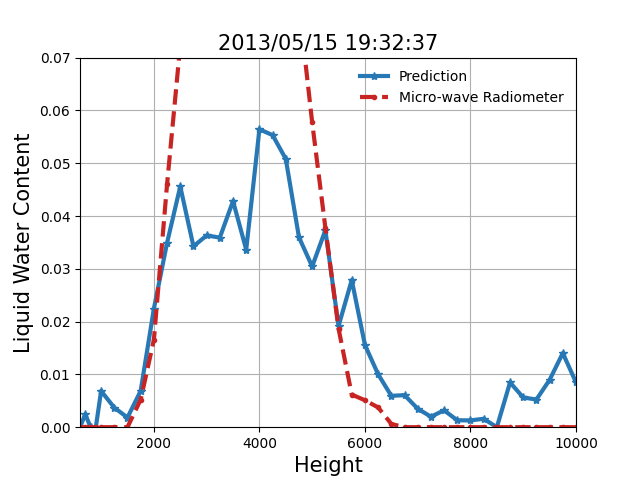 2013/05/15 19:32:37
Prediction
Micro-wave Radiometer
Liquid Water Content
0.07
0.06
0.05
0.04
0.03
0.02
0.01
0.00
2000 4000 6000 8000 10000
Height